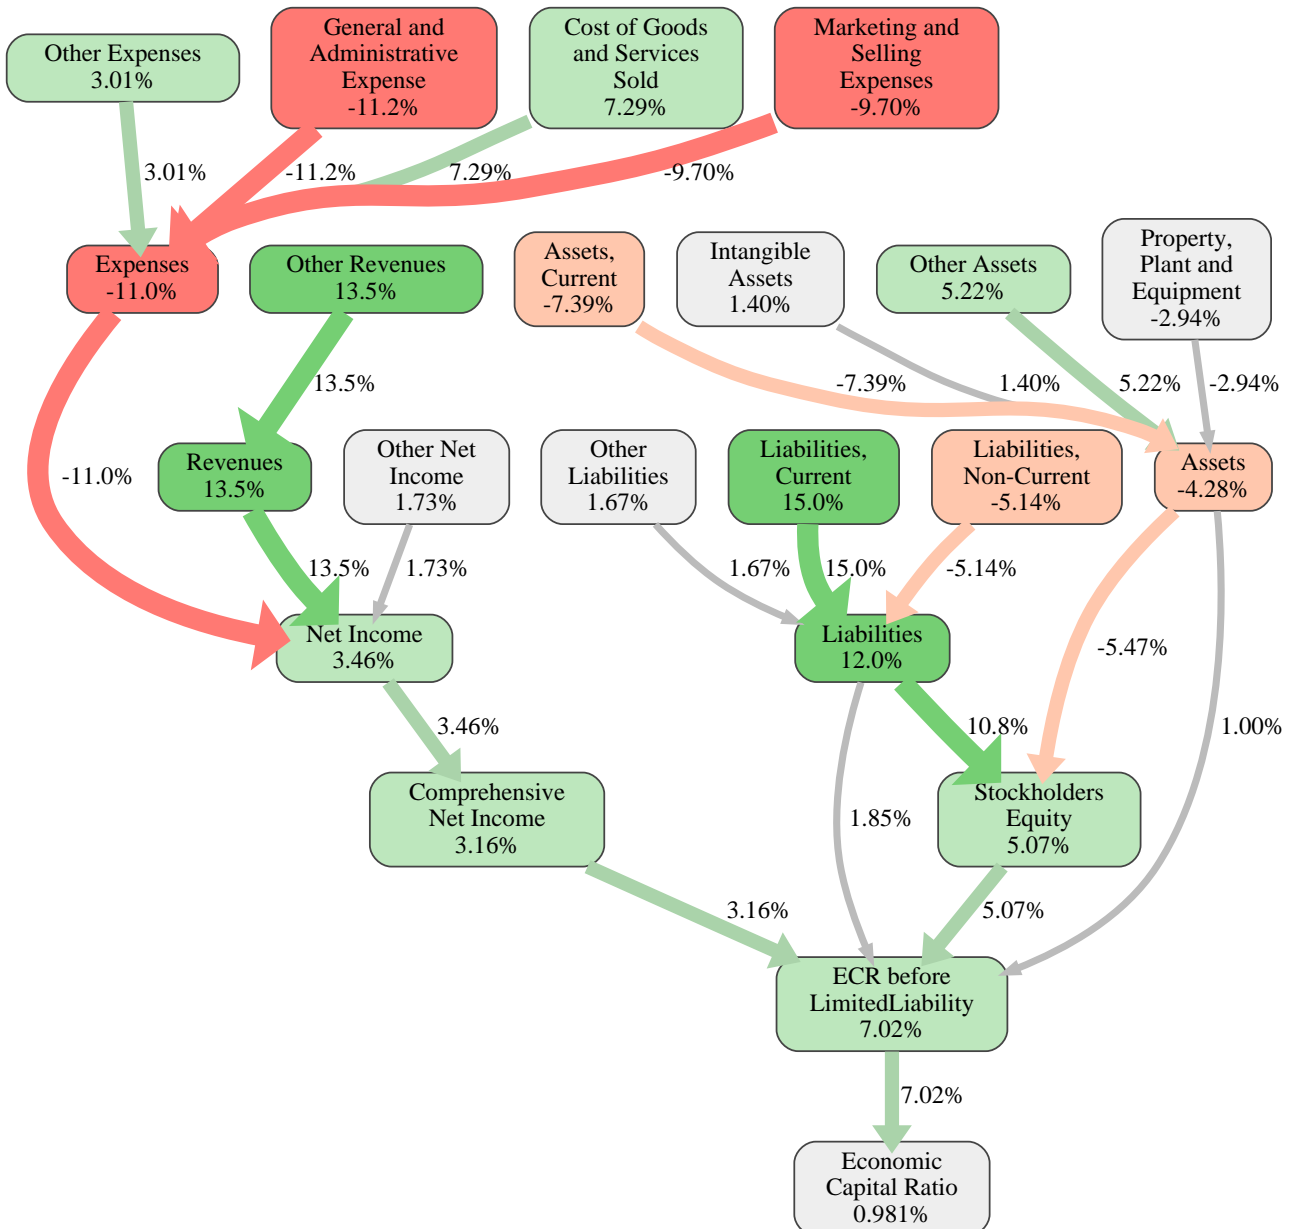 Other Expenses
3.01%
General and
Administrative
Expense
-11.2%
Cost of Goods
and Services
Sold
7.29%
Marketing and
Selling
Expenses
-9.70%
3.01%
-11.2%
7.29%
-9.70%
Expenses
-11.0%
Other Revenues
13.5%
Assets,
Current
-7.39%
Intangible
Assets
1.40%
Other Assets
5.22%
Property,
Plant and
Equipment
-2.94%
13.5%
-7.39%
1.40%
5.22%
-2.94%
-11.0%
Revenues
13.5%
Other Net
Income
1.73%
Other
Liabilities
1.67%
Liabilities,
Current
15.0%
Liabilities,
Non-Current
-5.14%
Assets
-4.28%
13.5%
1.73%
1.67%
15.0%
-5.14%
Net Income
3.46%
Liabilities
12.0%
-5.47%
3.46%
10.8%
1.00%
Comprehensive
Net Income
3.16%
1.85%
Stockholders
Equity
5.07%
3.16%
5.07%
ECR before
LimitedLiability
7.02%
7.02%
Economic
Capital Ratio
0.981%